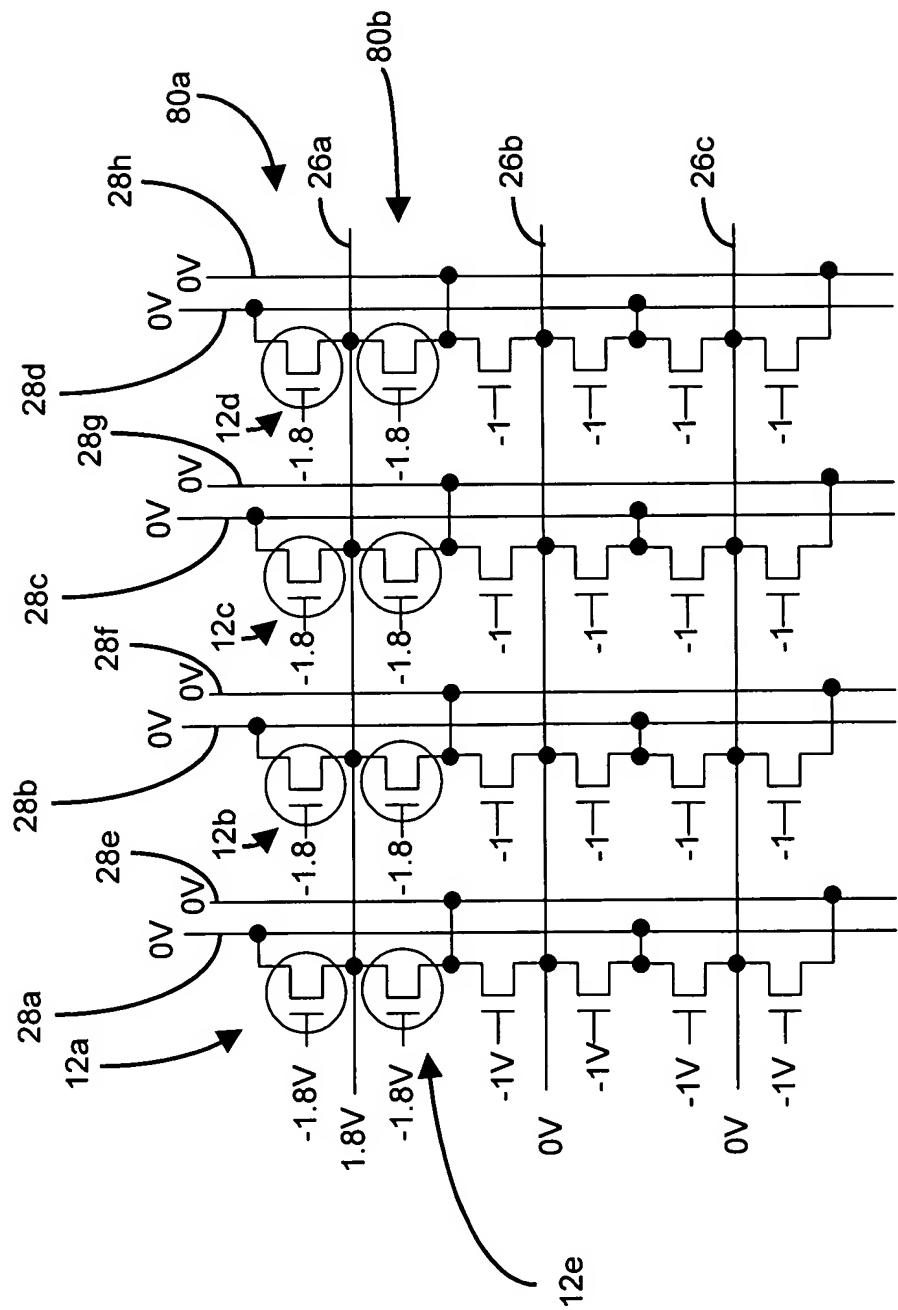 28a 28e 28b 28f 28c 28g 28d 28h 80a
12a 12b 12c 12d
0V 0V 0V 0V 0V 0V 0V 0V
-1.8V -1.8 -1.8 -1.8
1.8V 26a
-1.8V -1.8 -1.8 -1.8 80b
12e
-1V -1 -1 -1
0V 26b
-1V -1 -1 -1
-1V -1 -1 -1
0V 26c
-1V -1 -1 -1